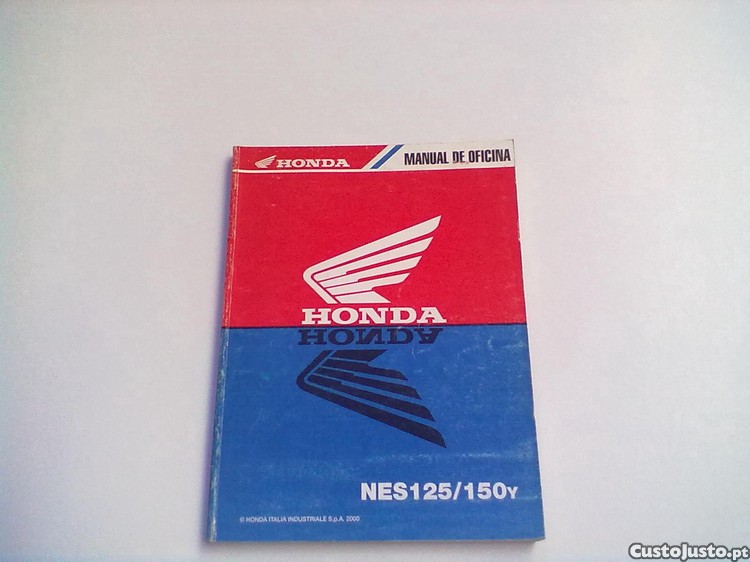 HONDA MANUAL DE OFICINA
HONDA
HONDA
NES125/150Y
© HONDA ITALIA INDUSTRIALE S.p.A. 2000
CustoJusto.pt